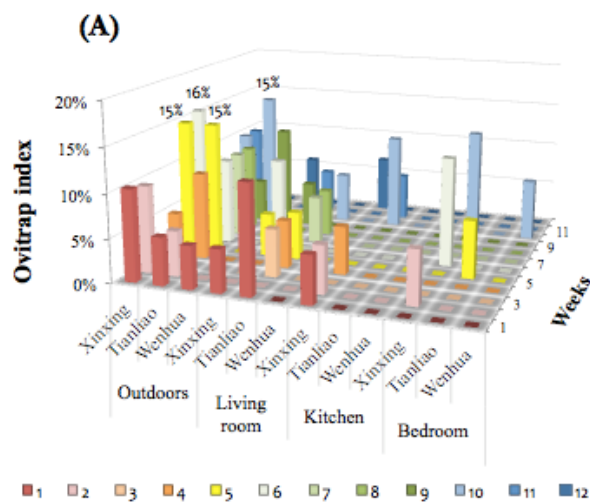 (A)
Ovitrap index
20%
15%
10%
5%
0%
15%
16%
15%
15%
Xinxing
Tianliao
Wenhua
Xinxing
Tianliao
Wenhua
Xinxing
Tianliao
Wenhua
Xinxing
Tianliao
Wenhua
Outdoors
Living room
Kitchen
Bedroom
11
9
7
5
3
1
Weeks
1 2 3 4 5 6 7 8 9 10 11 12